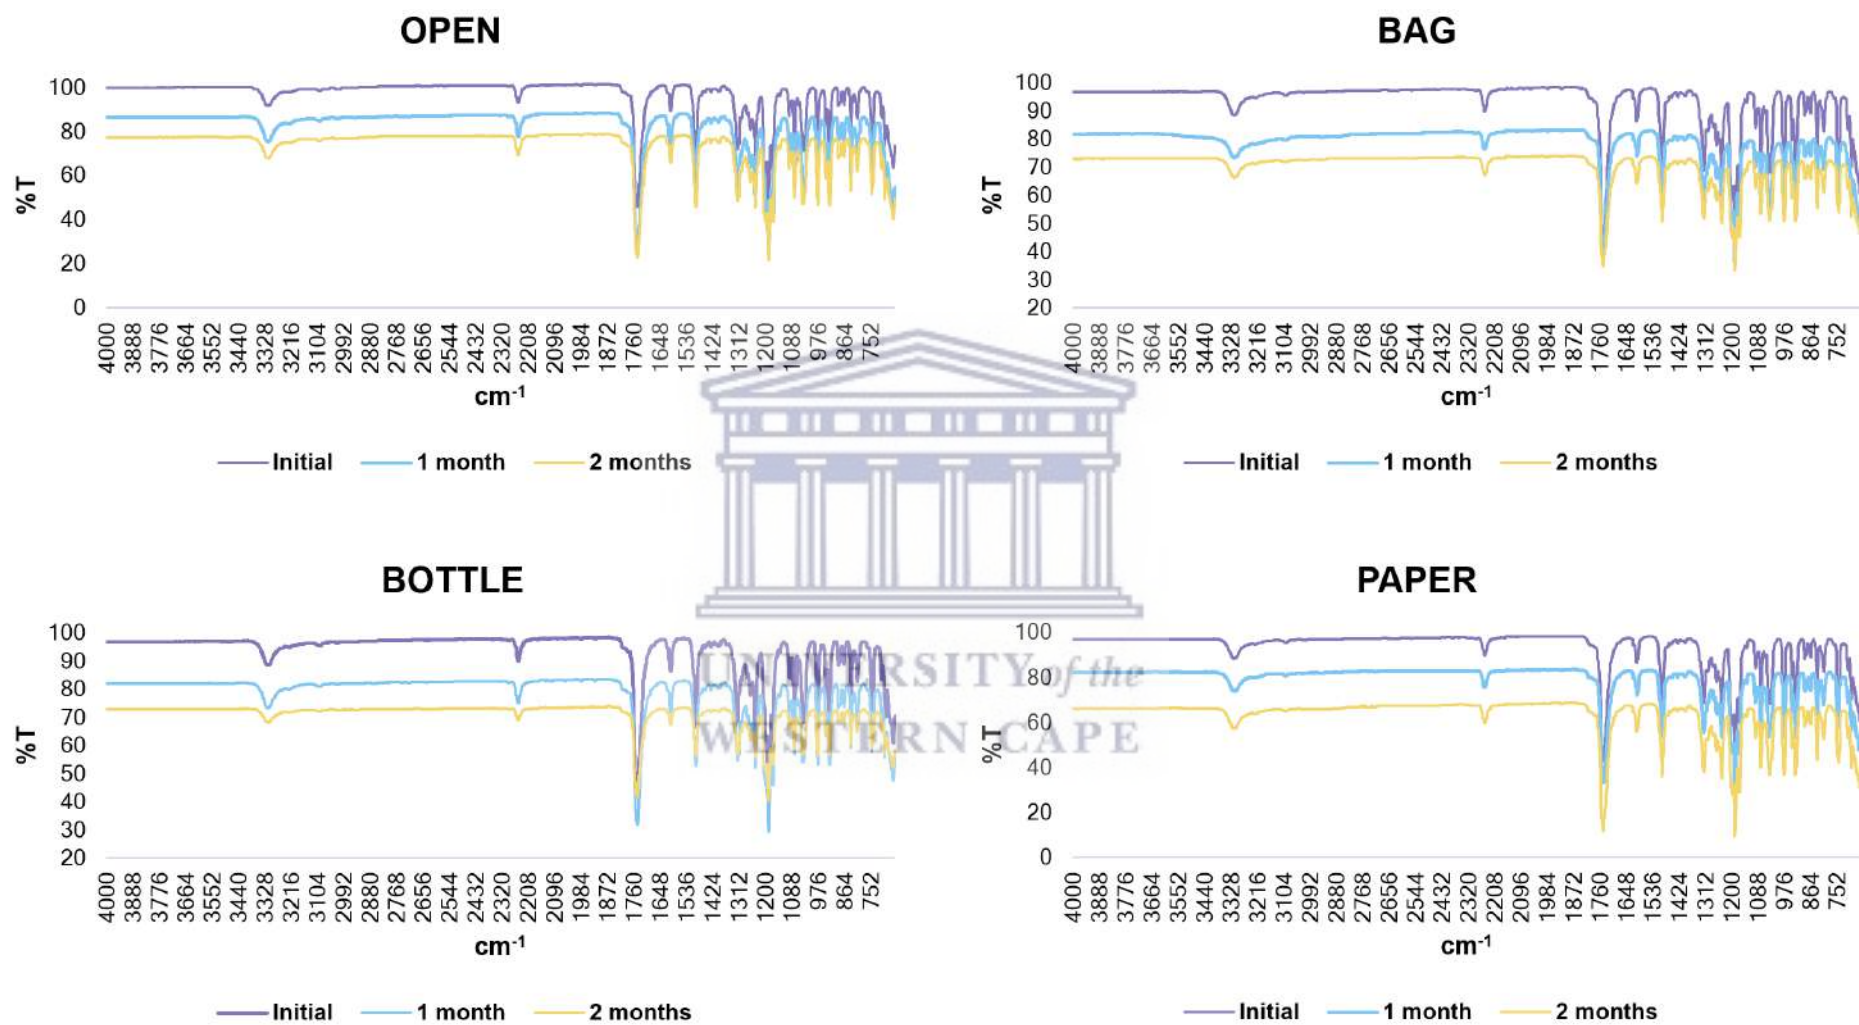 OPEN
100
80
60
40
20
0
%T
4000 3888 3776 3664 3552 3440 3328 3216 3104 2992 2880 2768 2656 2544 2432 2320 2208 2096 1984 1872 1760 1648 1536 1424 1312 1200 1088 976 864 752
cm-1
Initial 1 month 2 months
BAG
100
90
80
70
60
50
40
30
20
%T
4000 3888 3776 3664 3552 3440 3328 3216 3104 2992 2880 2768 2656 2544 2432 2320 2208 2096 1984 1872 1760 1648 1536 1424 1312 1200 1088 976 864 752
cm-1
Initial 1 month 2 months
BOTTLE
100
90
80
70
60
50
40
30
20
%T
4000 3888 3776 3664 3552 3440 3328 3216 3104 2992 2880 2768 2656 2544 2432 2320 2208 2096 1984 1872 1760 1648 1536 1424 1312 1200 1088 976 864 752
cm-1
Initial 1 month 2 months
PAPER
100
80
60
40
20
0
%T
4000 3888 3776 3664 3552 3440 3328 3216 3104 2992 2880 2768 2656 2544 2432 2320 2208 2096 1984 1872 1760 1648 1536 1424 1312 1200 1088 976 864 752
cm-1
Initial 1 month 2 months
UNIVERSITY of the
WESTERN CAPE